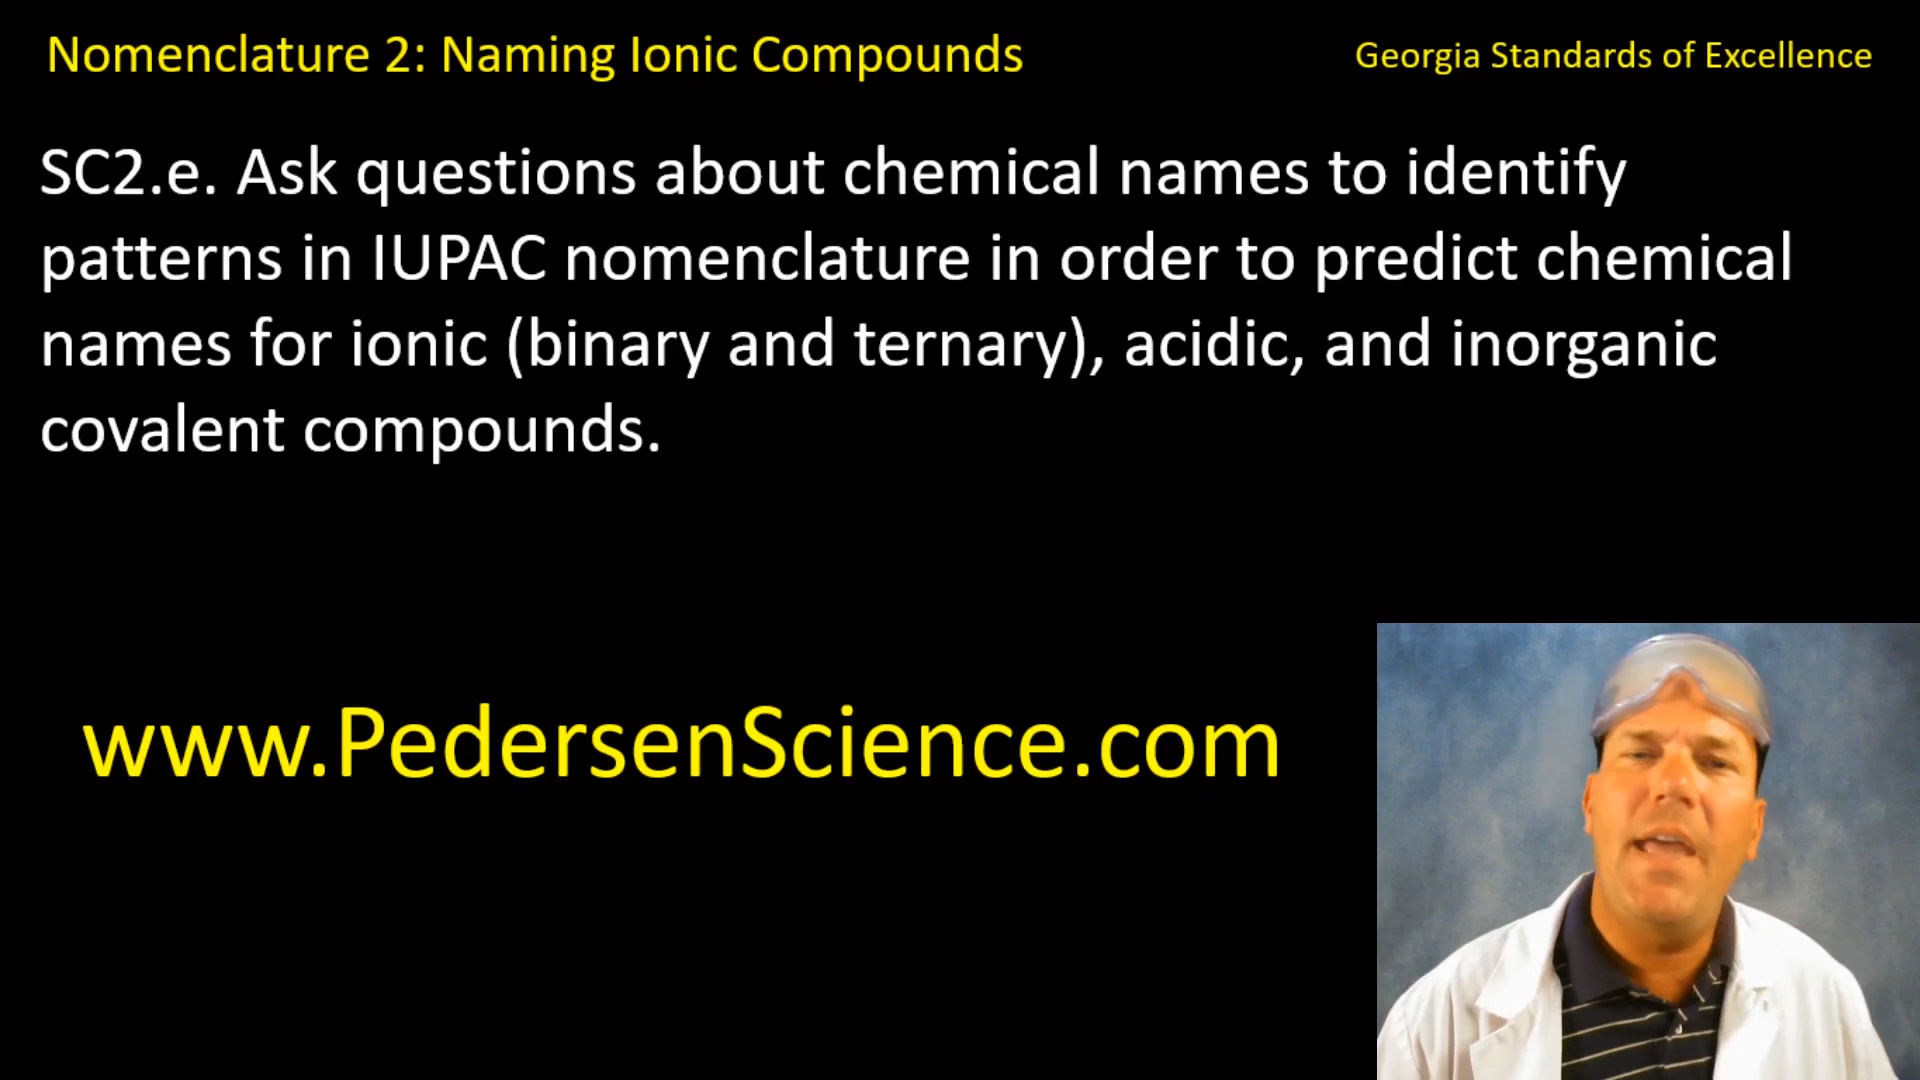 Nomenclature 2: Naming Ionic Compounds
Georgia Standards of Excellence
SC2.e. Ask questions about chemical names to identify
patterns in IUPAC nomenclature in order to predict chemical
names for ionic (binary and ternary), acidic, and inorganic
covalent compounds.
www.PedersenScience.com